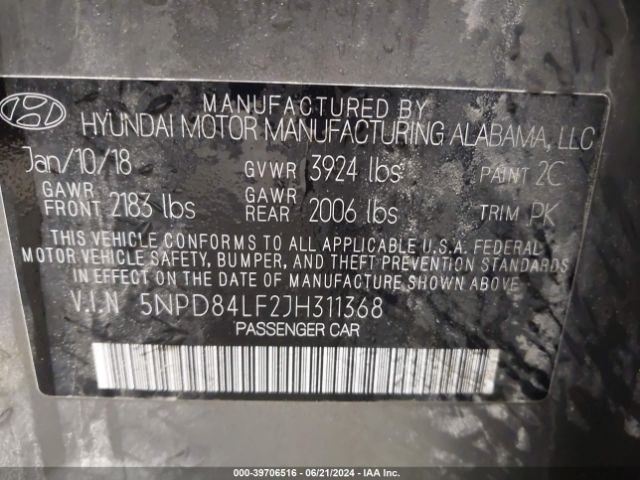 MANUFACTURED BY
HYUNDAI MOTOR MANUFACTURING ALABAMA, LLC
Jan/10/18 GVWR 3924 lbs PAINT 2C
GAWR FRONT 2183 lbs GAWR REAR 2006 lbs TRIM PK
THIS VEHICLE CONFORMS TO ALL APPLICABLE U.S.A. FEDERAL
MOTOR VEHICLE SAFETY, BUMPER, AND THEFT PREVENTION STANDARDS
IN EFFECT ON THE DATE OF MANUFACTURE SHOWN ABOVE.
V.I.N 5NPD84LF2JH311368
PASSENGER CAR
000-39706516 - 06/21/2024 - IAA Inc.